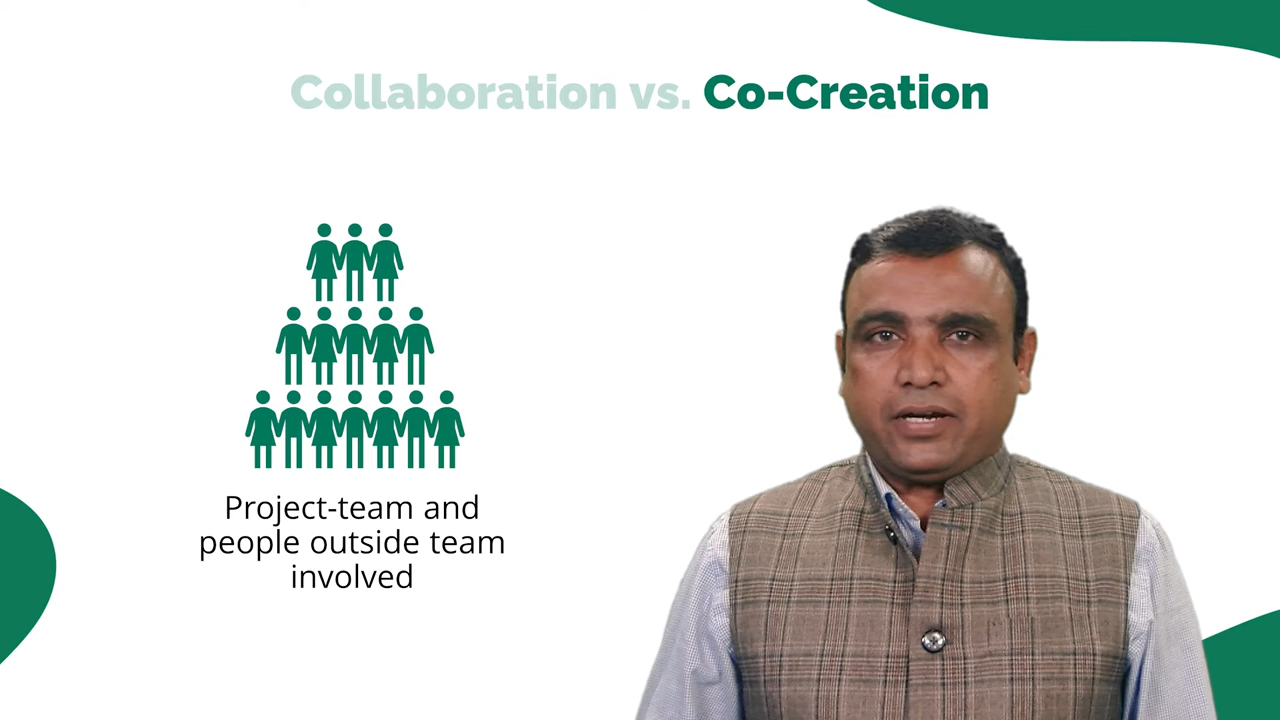 Collaboration vs. Co-Creation
Project-team and
people outside team
involved